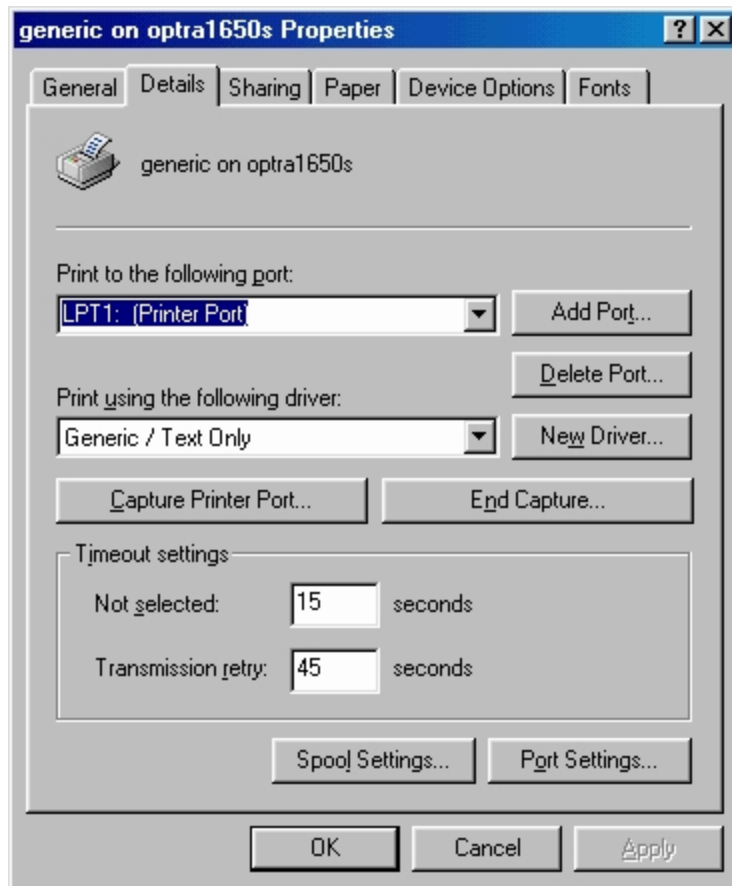 generic on optra1650s Properties
? X
General Details Sharing Paper Device Options Fonts
generic on optra1650s
Print to the following port:
LPT1: (Printer Port)
Add Port...
Delete Port...
Print using the following driver:
Generic / Text Only
New Driver...
Capture Printer Port...
End Capture...
Timeout settings
Not selected: 15 seconds
Transmission retry: 45 seconds
Spool Settings...
Port Settings...
OK
Cancel
Apply